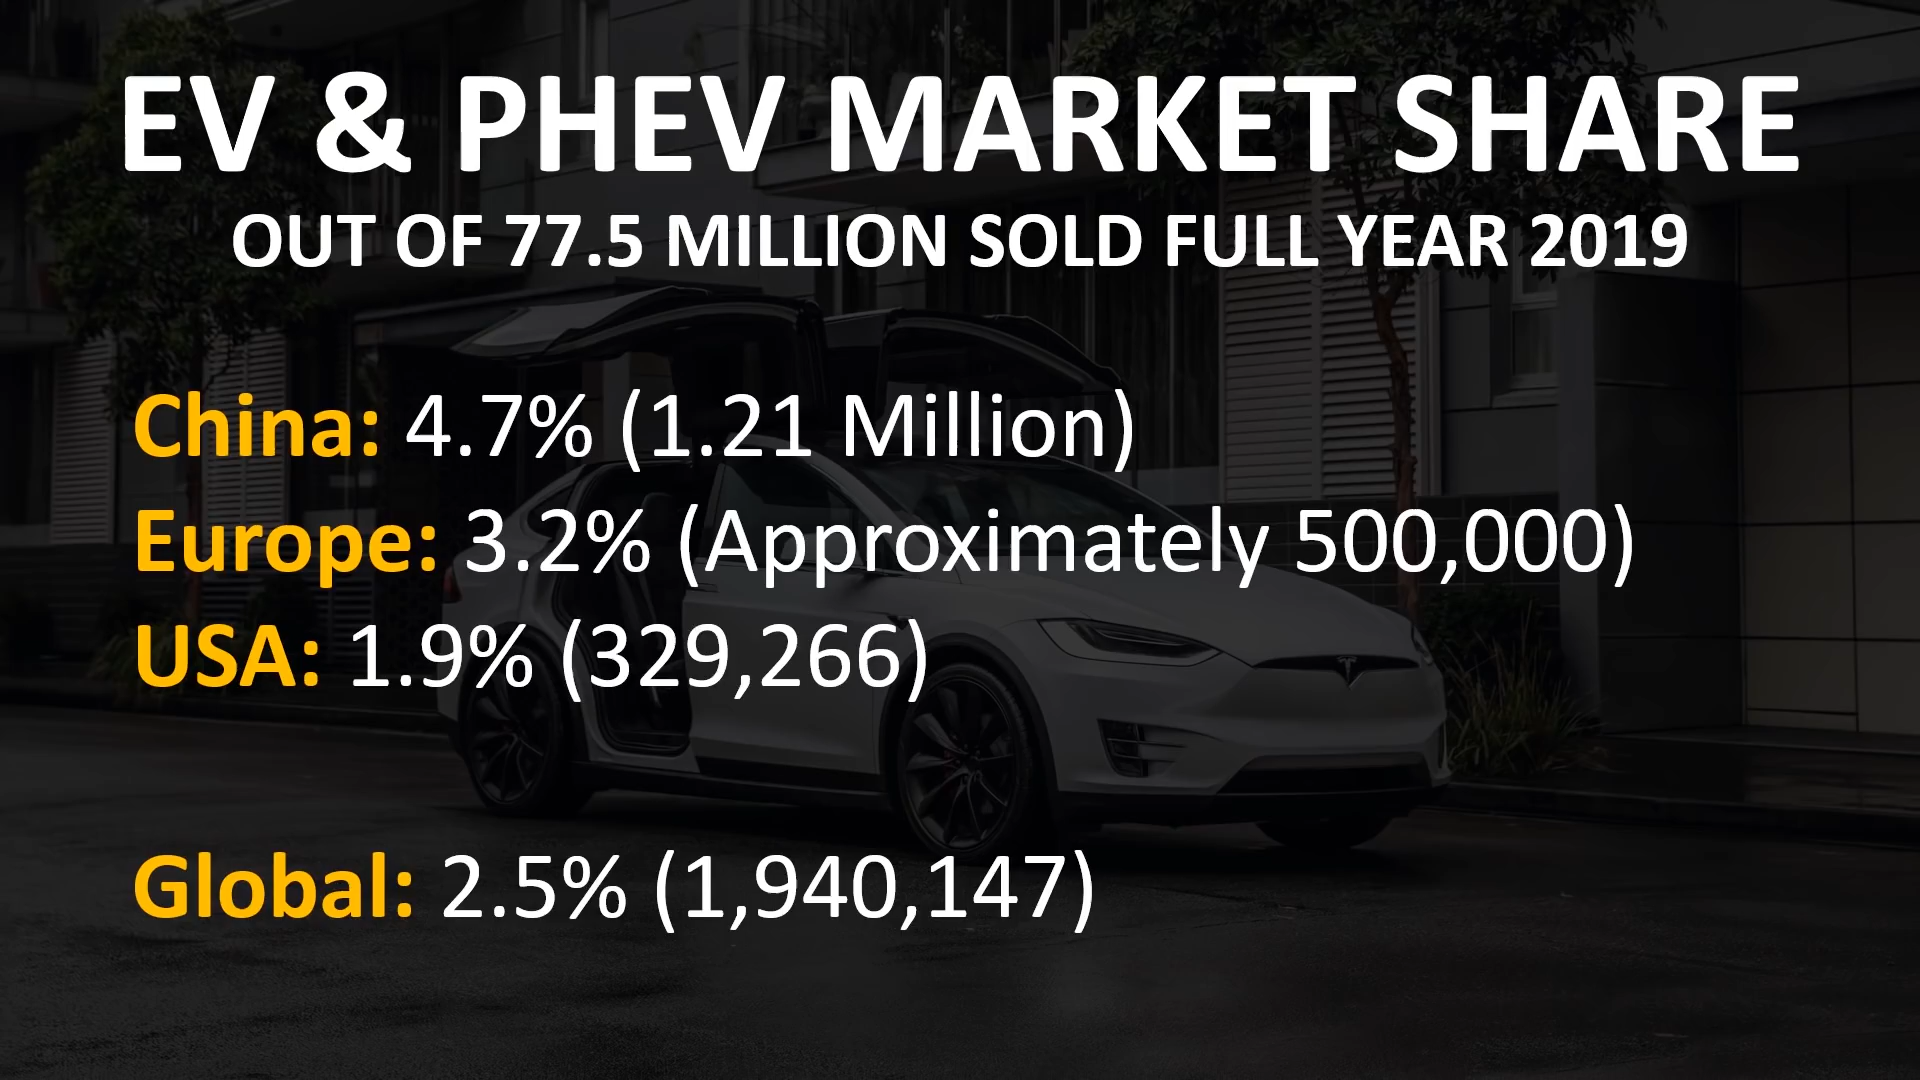 EV & PHEV MARKET SHARE
OUT OF 77.5 MILLION SOLD FULL YEAR 2019
China: 4.7% (1.21 Million)
Europe: 3.2% (Approximately 500,000)
USA: 1.9% (329,266)
Global: 2.5% (1,940,147)